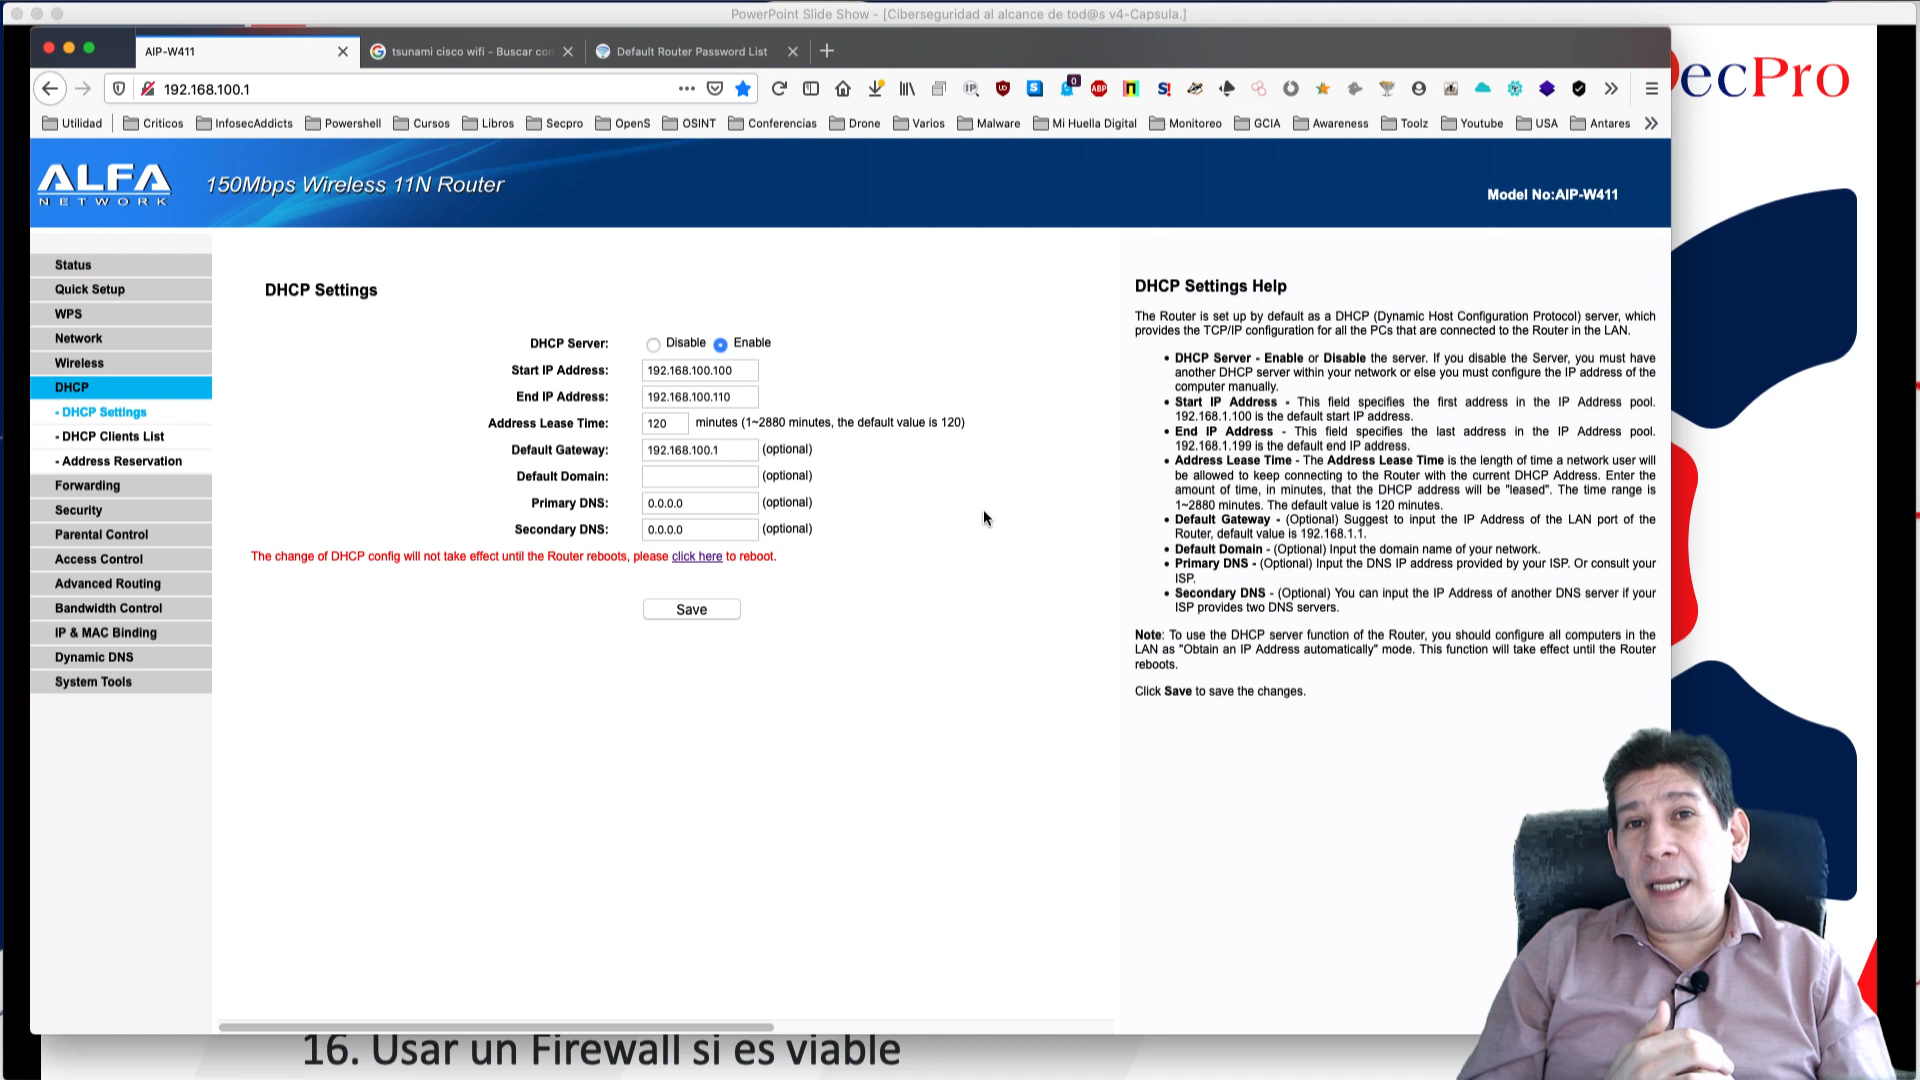 PowerPoint Slide Show - [Ciberseguridad al alcance de tod@s v4-Capsula.]
AIP-W411
tsunami cisco wifi - Buscar con
Default Router Password List
192.168.100.1
IP
S
0
ABP
S!
ecPro
Utilidad
Criticos
InfosecAddicts
Powershell
Cursos
Libros
Secpro
OpenS
OSINT
Conferencias
Drone
Varios
Malware
Mi Huella Digital
Monitoreo
GCIA
Awareness
Toolz
Youtube
USA
Antares
ALFA
NETWORK
150Mbps Wireless 11N Router
Model No:AIP-W411
Status
Quick Setup
WPS
Network
Wireless
DHCP
- DHCP Settings
- DHCP Clients List
- Address Reservation
Forwarding
Security
Parental Control
Access Control
Advanced Routing
Bandwidth Control
IP & MAC Binding
Dynamic DNS
System Tools
DHCP Settings
DHCP Server: Disable Enable
Start IP Address: 192.168.100.100
End IP Address: 192.168.100.110
Address Lease Time: 120 minutes (1~2880 minutes, the default value is 120)
Default Gateway: 192.168.100.1 (optional)
Default Domain: (optional)
Primary DNS: 0.0.0.0 (optional)
Secondary DNS: 0.0.0.0 (optional)
The change of DHCP config will not take effect until the Router reboots, please click here to reboot.
Save
DHCP Settings Help
The Router is set up by default as a DHCP (Dynamic Host Configuration Protocol) server, which
provides the TCP/IP configuration for all the PCs that are connected to the Router in the LAN.
• DHCP Server - Enable or Disable the server. If you disable the Server, you must have
another DHCP server within your network or else you must configure the IP address of the
computer manually.
• Start IP Address - This field specifies the first address in the IP Address pool.
192.168.1.100 is the default start IP address.
• End IP Address - This field specifies the last address in the IP Address pool.
192.168.1.199 is the default end IP address.
• Address Lease Time - The Address Lease Time is the length of time a network user will
be allowed to keep connecting to the Router with the current DHCP Address. Enter the
amount of time, in minutes, that the DHCP address will be "leased". The time range is
1~2880 minutes. The default value is 120 minutes.
• Default Gateway - (Optional) Suggest to input the IP Address of the LAN port of the
Router, default value is 192.168.1.1.
• Default Domain - (Optional) Input the domain name of your network.
• Primary DNS - (Optional) Input the DNS IP address provided by your ISP. Or consult your
ISP.
• Secondary DNS - (Optional) You can input the IP Address of another DNS server if your
ISP provides two DNS servers.
Note: To use the DHCP server function of the Router, you should configure all computers in the
LAN as "Obtain an IP Address automatically" mode. This function will take effect until the Router
reboots.
Click Save to save the changes.
16. Usar un Firewall si es viable